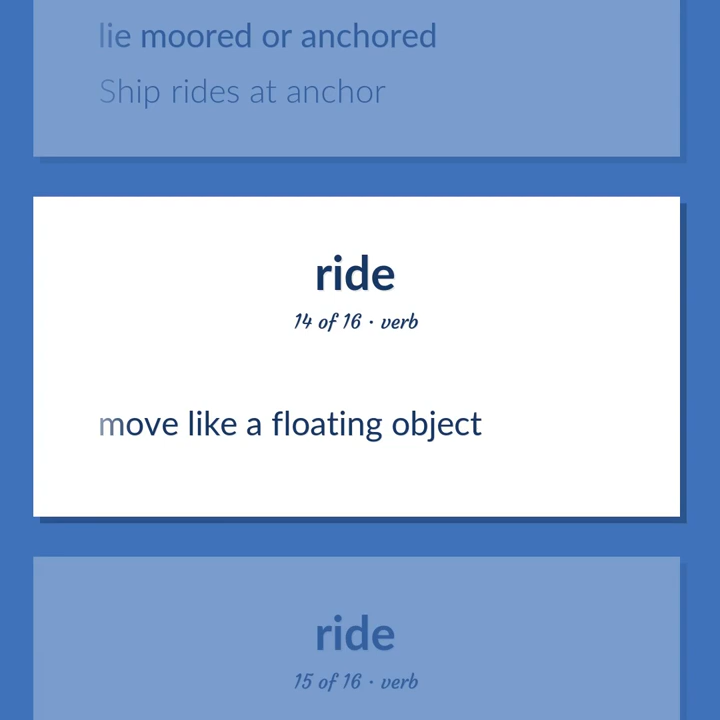 lie moored or anchored
Ship rides at anchor
ride
14 of 16 · verb
move like a floating object
ride
15 of 16 · verb